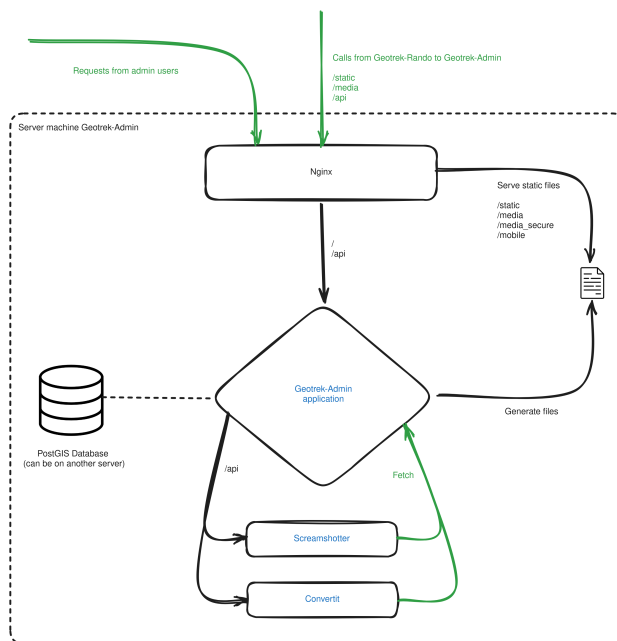 Calls from Geotrek-Rando to Geotrek-Admin
Requests from admin users
/static
/media
/api
Server machine Geotrek-Admin
Nginx
Serve static files
/static
/media
/media_secure
/mobile
/
/api
Geotrek-Admin
application
Generate files
PostGIS Database
(can be on another server)
/api
Fetch
Screamshotter
Convertit